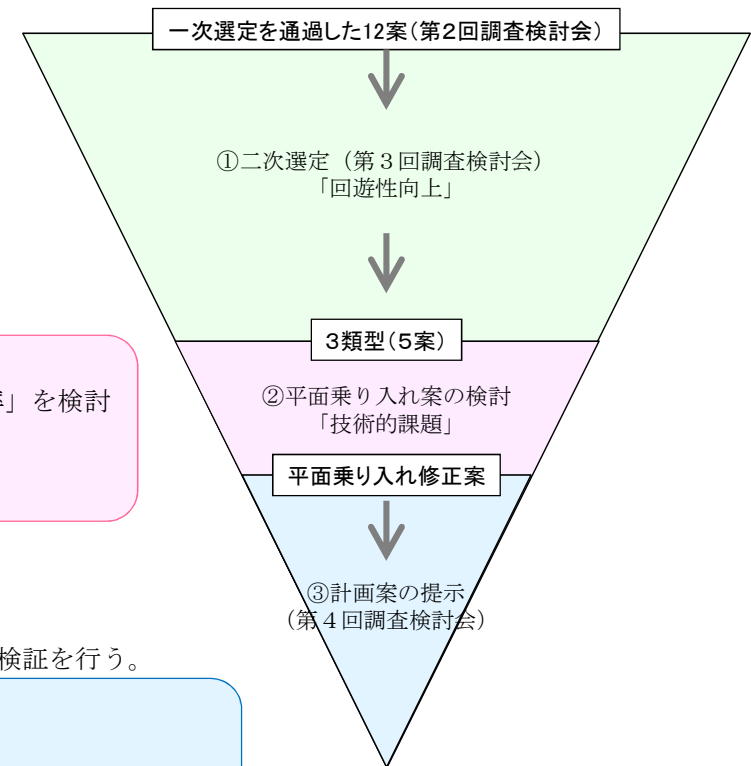 一次選定を通過した12案(第2回調査検討会)
①二次選定（第３回調査検討会）
「回遊性向上」
３類型(５案)
」を検討
②平面乗り入れ案の検討
「技術的課題」
平面乗り入れ修正案
③計画案の提示
（第４回調査検討会）
検証を行う。